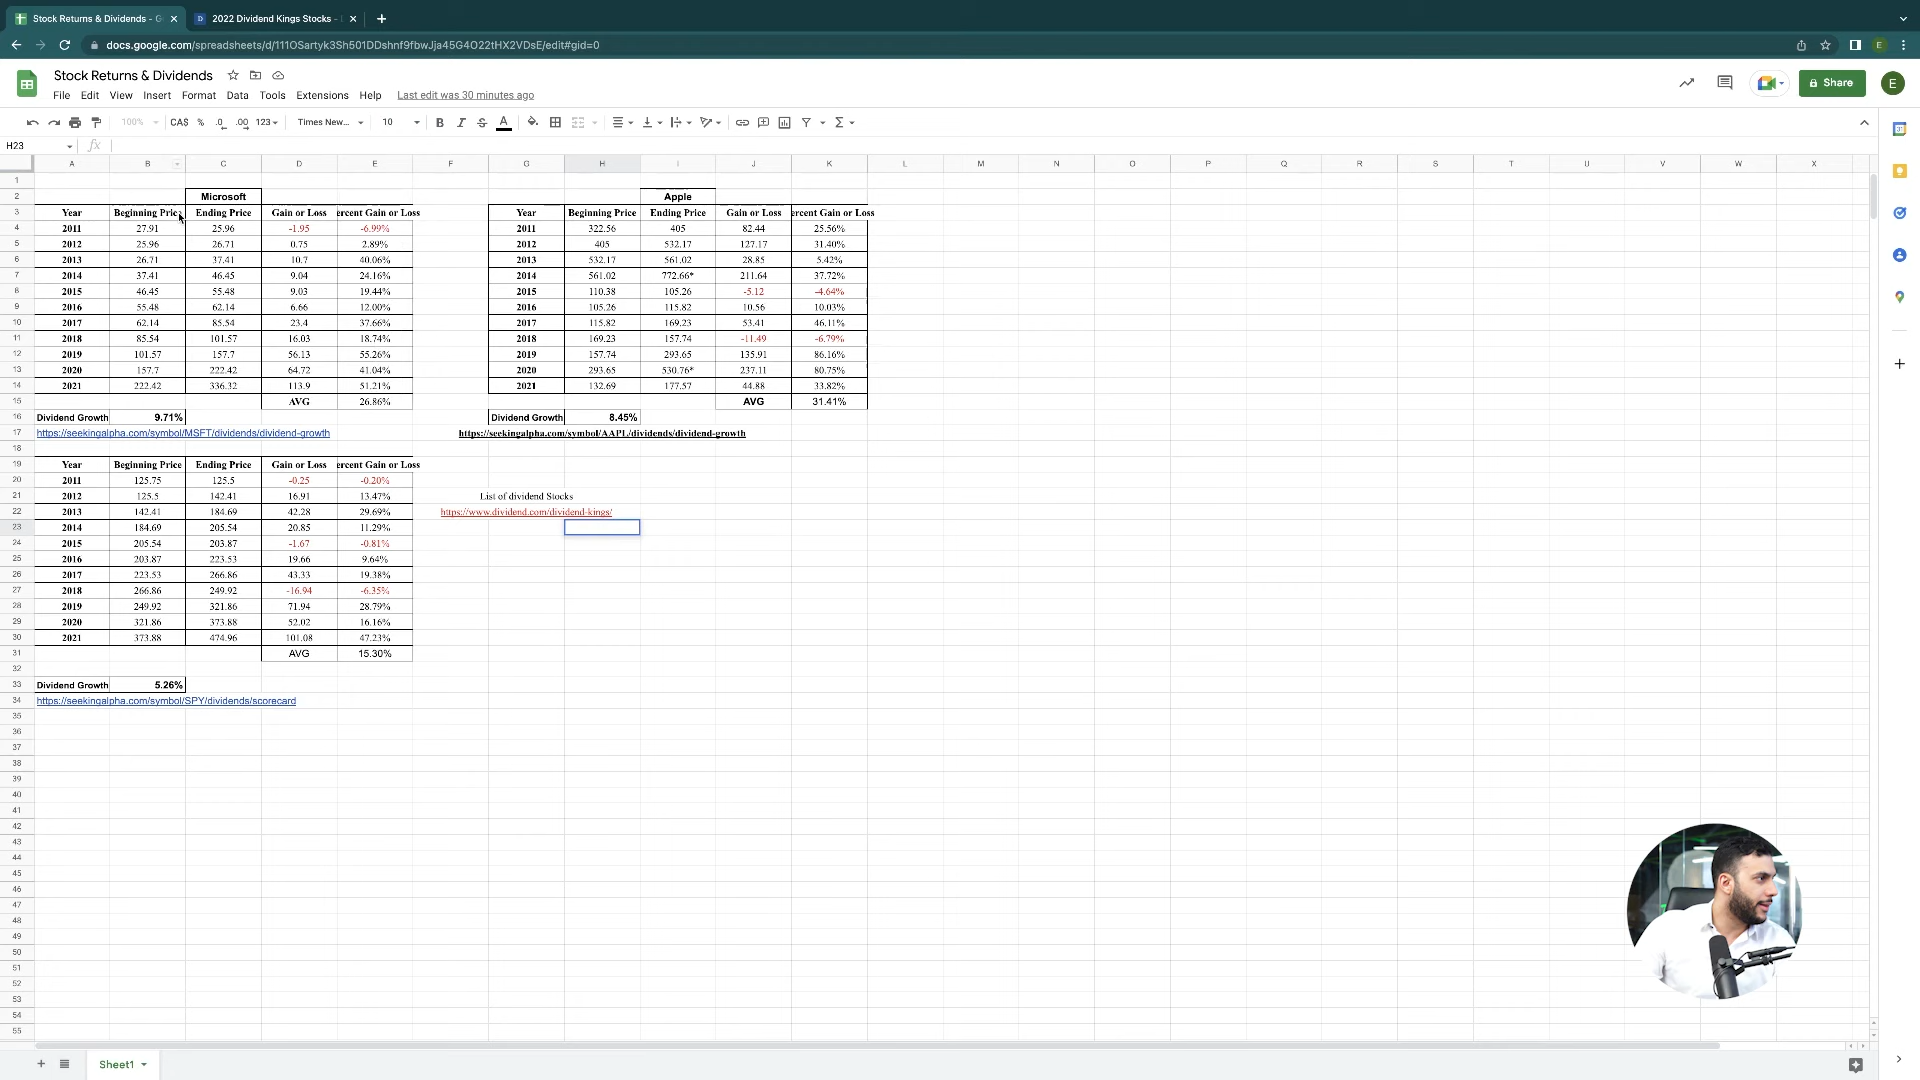 Stock Returns & Dividends - G
2022 Dividend Kings Stocks -
docs.google.com/spreadsheets/d/111OSartyk3Sh501DDshnf9fbwJja45G4O22tHX2VDsE/edit#gid=0
Stock Returns & Dividends
File Edit View Insert Format Data Tools Extensions Help Last edit was 30 minutes ago
Share
E
100% CA$ % .0 .00 123 Times New... 10 B I S A
H23 fx
A B C D E F G H I J K L M N O P Q R S T U V W X
1
2 Microsoft Apple
3 Year Beginning Pric Ending Price Gain or Loss ercent Gain or Loss Year Beginning Price Ending Price Gain or Loss ercent Gain or Loss
4 2011 27.91 25.96 -1.95 -6.99% 2011 322.56 405 82.44 25.56%
5 2012 25.96 26.71 0.75 2.89% 2012 405 532.17 127.17 31.40%
6 2013 26.71 37.41 10.7 40.06% 2013 532.17 561.02 28.85 5.42%
7 2014 37.41 46.45 9.04 24.16% 2014 561.02 772.66* 211.64 37.72%
8 2015 46.45 55.48 9.03 19.44% 2015 110.38 105.26 -5.12 -4.64%
9 2016 55.48 62.14 6.66 12.00% 2016 105.26 115.82 10.56 10.03%
10 2017 62.14 85.54 23.4 37.66% 2017 115.82 169.23 53.41 46.11%
11 2018 85.54 101.57 16.03 18.74% 2018 169.23 157.74 -11.49 -6.79%
12 2019 101.57 157.7 56.13 55.26% 2019 157.74 293.65 135.91 86.16%
13 2020 157.7 222.42 64.72 41.04% 2020 293.65 530.76* 237.11 80.75%
14 2021 222.42 336.32 113.9 51.21% 2021 132.69 177.57 44.88 33.82%
15 AVG 26.86% AVG 31.41%
16 Dividend Growth 9.71% Dividend Growth 8.45%
17 https://seekingalpha.com/symbol/MSFT/dividends/dividend-growth https://seekingalpha.com/symbol/AAPL/dividends/dividend-growth
18
19 Year Beginning Price Ending Price Gain or Loss ercent Gain or Loss
20 2011 125.75 125.5 -0.25 -0.20%
21 2012 125.5 142.41 16.91 13.47% List of dividend Stocks
22 2013 142.41 184.69 42.28 29.69% https://www.dividend.com/dividend-kings/
23 2014 184.69 205.54 20.85 11.29%
24 2015 205.54 203.87 -1.67 -0.81%
25 2016 203.87 223.53 19.66 9.64%
26 2017 223.53 266.86 43.33 19.38%
27 2018 266.86 249.92 -16.94 -6.35%
28 2019 249.92 321.86 71.94 28.79%
29 2020 321.86 373.88 52.02 16.16%
30 2021 373.88 474.96 101.08 47.23%
31 AVG 15.30%
32
33 Dividend Growth 5.26%
34 https://seekingalpha.com/symbol/SPY/dividends/scorecard
35
36
37
38
39
40
41
42
43
44
45
46
47
48
49
50
51
52
53
54
55
Sheet1